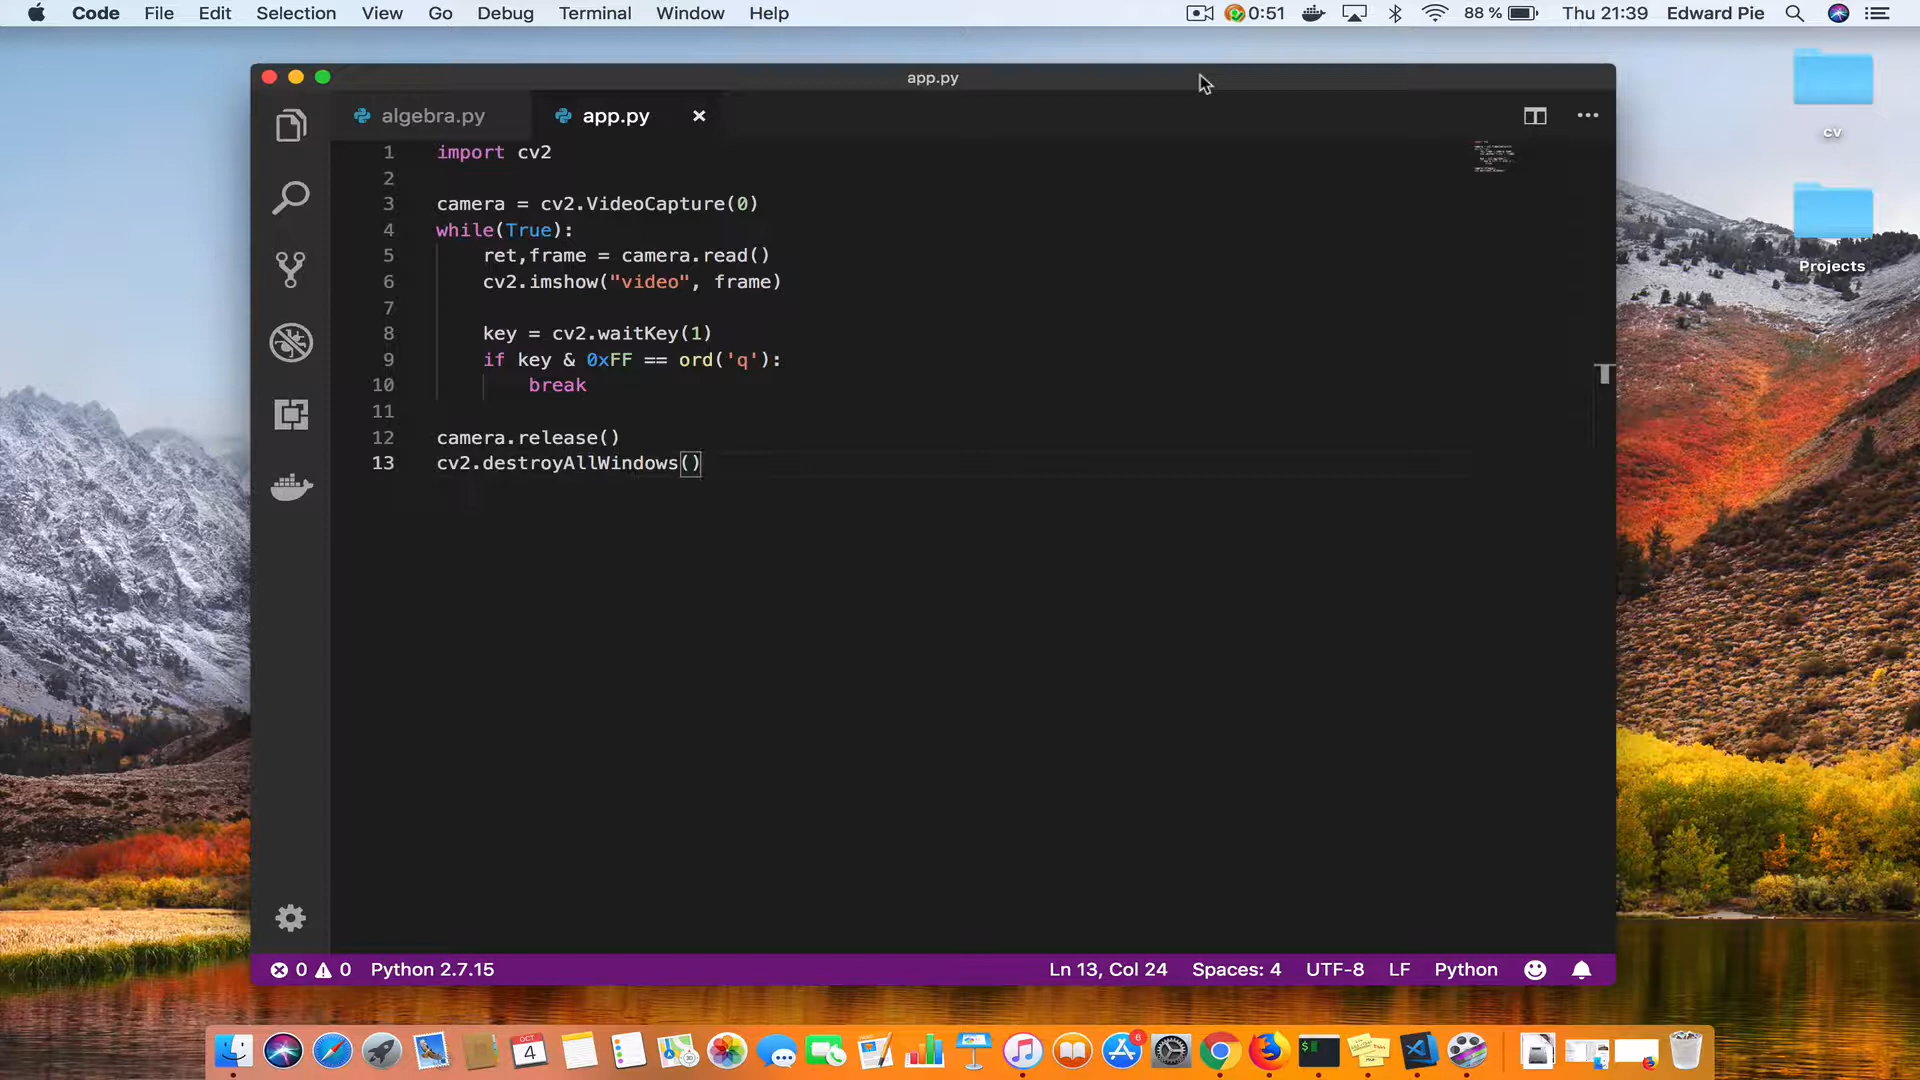 Code File Edit Selection View Go Debug Terminal Window Help 0:51 88 % Thu 21:39 Edward Pie
app.py
algebra.py app.py
1 import cv2
2
3 camera = cv2.VideoCapture(0)
4 while(True):
5 ret,frame = camera.read()
6 cv2.imshow("video", frame)
7
8 key = cv2.waitKey(1)
9 if key & 0xFF == ord('q'):
10 break
11
12 camera.release()
13 cv2.destroyAllWindows()
cv
Projects
0 0 Python 2.7.15 Ln 13, Col 24 Spaces: 4 UTF-8 LF Python
OCT
4
6
$